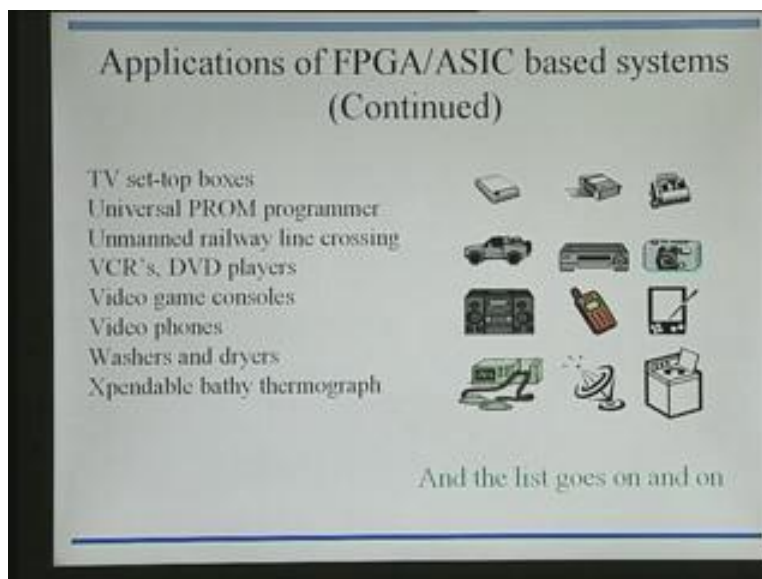 Applications of FPGA/ASIC based systems
(Continued)
TV set-top boxes
Universal PROM programmer
Unmanned railway line crossing
VCR's, DVD players
Video game consoles
Video phones
Washers and dryers
Xpendable bathy thermograph
And the list goes on and on